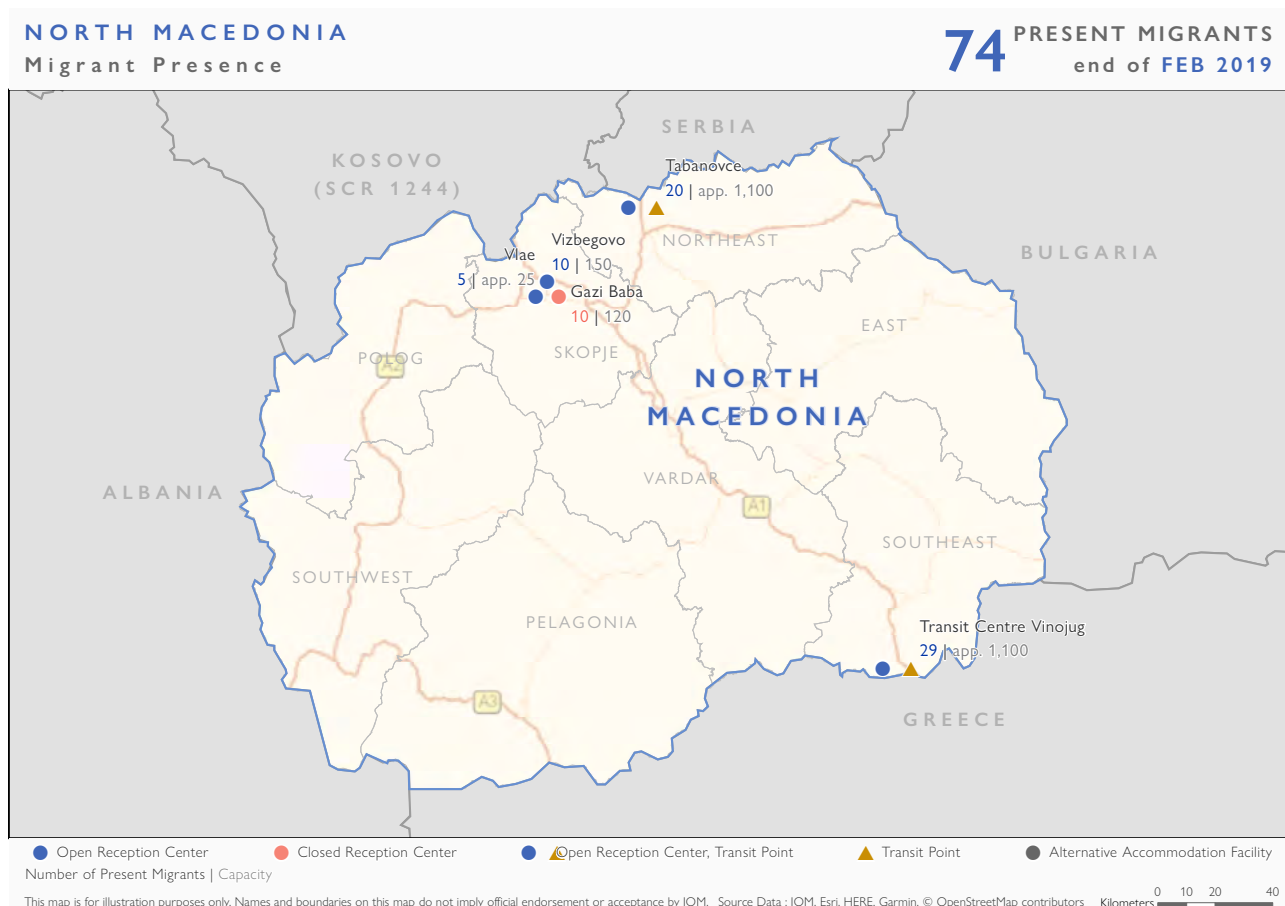 NORTH MACEDONIA
Migrant Presence
74 PRESENT MIGRANTS
end of FEB 2019
SERBIA
KOSOVO
(SCR 1244)
Tabanovce
20 | app. 1,100
NORTHEAST
Vizbegovo
10 | 150
Vlae
5 | app. 25
Gazi Baba
10 | 120
BULGARIA
EAST
SKOPJE
POLOG
A2
NORTH
MACEDONIA
VARDAR
A1
ALBANIA
SOUTHEAST
SOUTHWEST
PELAGONIA
Transit Centre Vinojug
29 | app. 1,100
A3
GREECE
Open Reception Center
Closed Reception Center
Open Reception Center, Transit Point
Transit Point
Alternative Accommodation Facility
Number of Present Migrants | Capacity
This map is for illustration purposes only. Names and boundaries on this map do not imply official endorsement or acceptance by IOM. Source Data : IOM, Esri, HERE, Garmin, © OpenStreetMap contributors
Kilometers
0 10 20 40